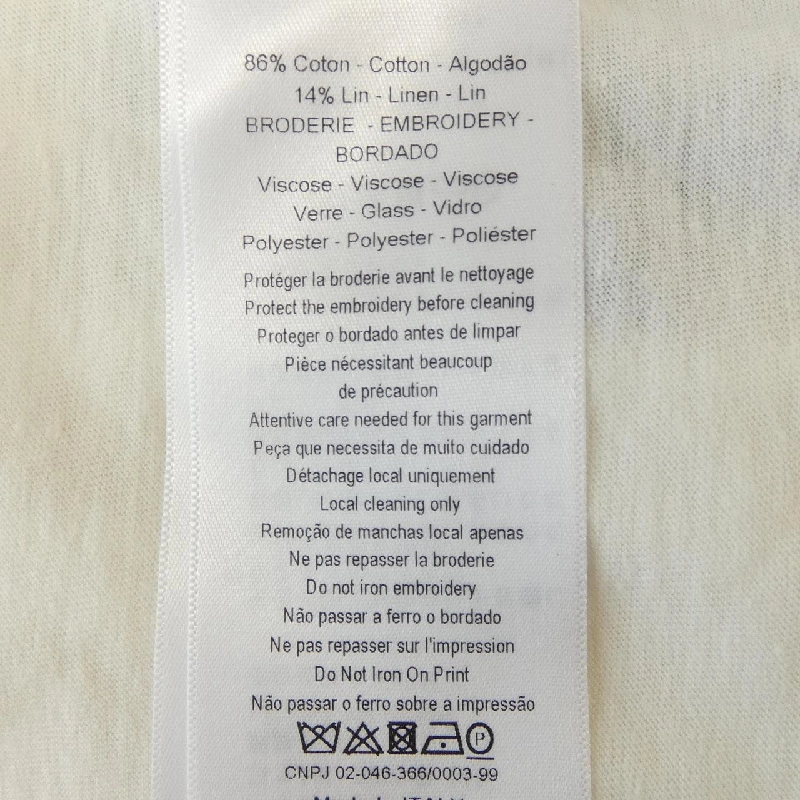 86% Coton - Cotton - Algodão
14% Lin - Linen - Lin
BRODERIE - EMBROIDERY -
BORDADO
Viscose - Viscose - Viscose
Verre - Glass - Vidro
Polyester - Polyester - Poliéster
Protéger la broderie avant le nettoyage
Protect the embroidery before cleaning
Proteger o bordado antes de limpar
Pièce nécessitant beaucoup
de précaution
Attentive care needed for this garment
Peça que necessita de muito cuidado
Détachage local uniquement
Local cleaning only
Remoção de manchas local apenas
Ne pas repasser la broderie
Do not iron embroidery
Não passar a ferro o bordado
Ne pas repasser sur l'impression
Do Not Iron On Print
Não passar o ferro sobre a impressão
P
CNPJ 02-046-366/0003-99